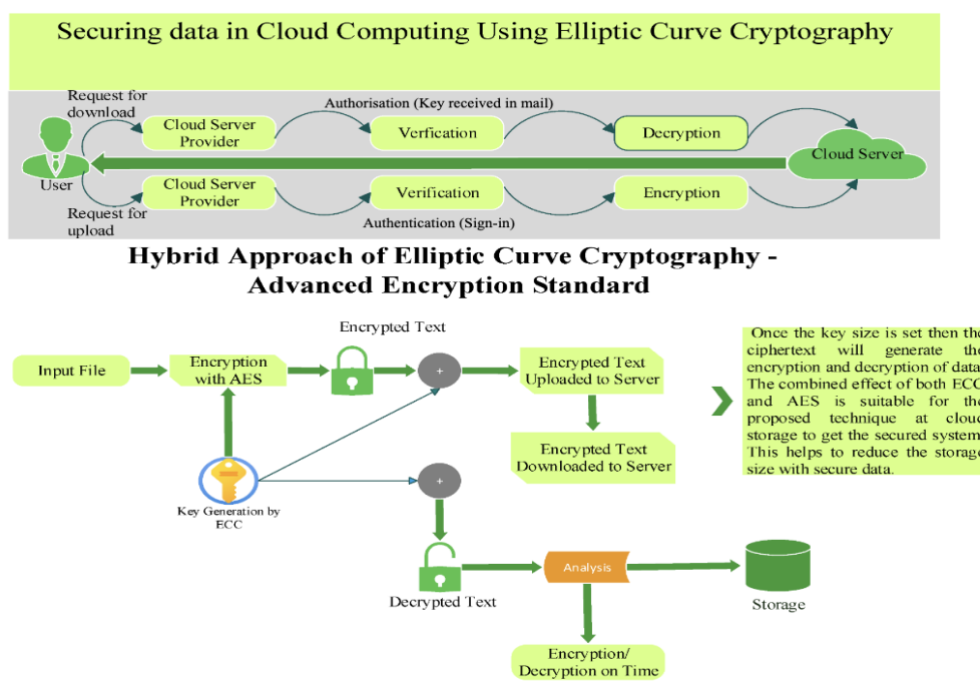 Securing data in Cloud Computing Using Elliptic Curve Cryptography
Request for
download
Authorisation (Key received in mail)
Cloud Server
Provider
Verfication
Decryption
Cloud Server
User
Cloud Server
Provider
Verification
Encryption
Request for
upload
Authentication (Sign-in)
Hybrid Approach of Elliptic Curve Cryptography -
Advanced Encryption Standard
Encrypted Text
Input File
Encryption
with AES
+
Encrypted Text
Uploaded to Server
Encrypted Text
Downloaded to Server
Once the key size is set then the
ciphertext will generate the
encryption and decryption of data
The combined effect of both ECC
and AES is suitable for the
proposed technique at cloud
storage to get the secured system
This helps to reduce the storage
size with secure data.
+
Key Generation by
ECC
Decrypted Text
Analysis
Storage
Encryption/
Decryption on Time